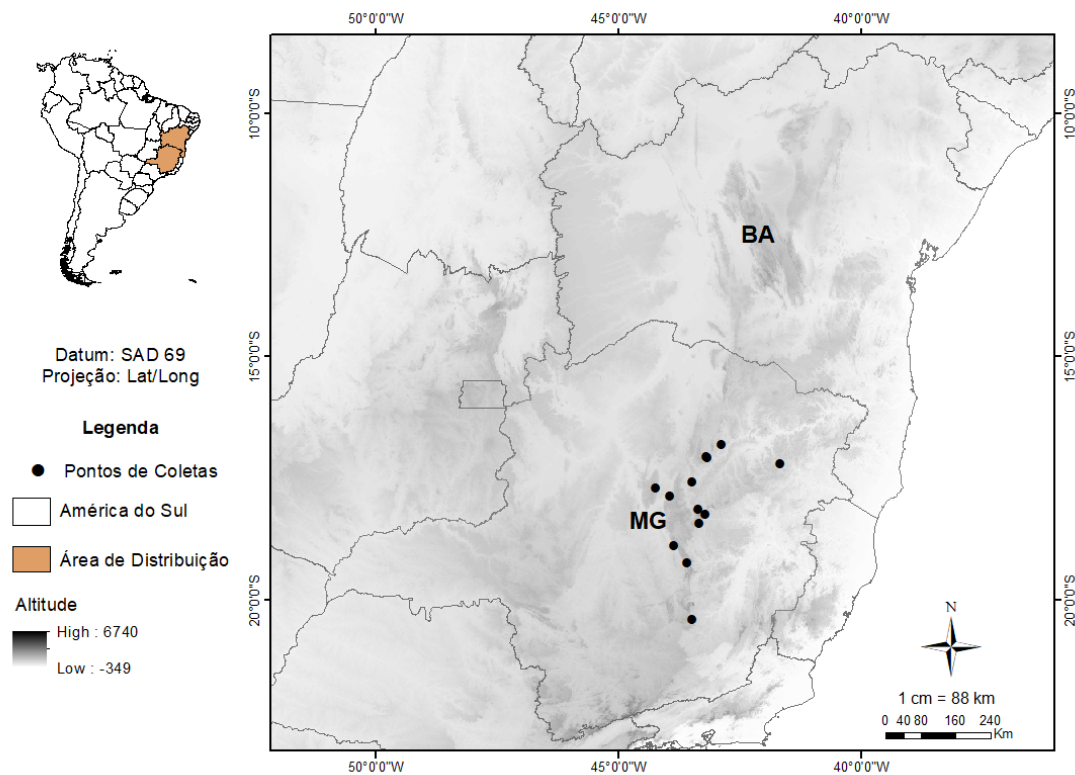 50°0'0"W 45°0'0"W 40°0'0"W
10°0'0"S
10°0'0"S
BA
Datum: SAD 69
Projeção: Lat/Long
15°0'0"S
15°0'0"S
Legenda
Pontos de Coletas
América do Sul
MG
Área de Distribuição
Altitude
High : 6740
Low : -349
20°0'0"S
20°0'0"S
N
1 cm = 88 km
0 40 80 160 240
Km
50°0'0"W 45°0'0"W 40°0'0"W